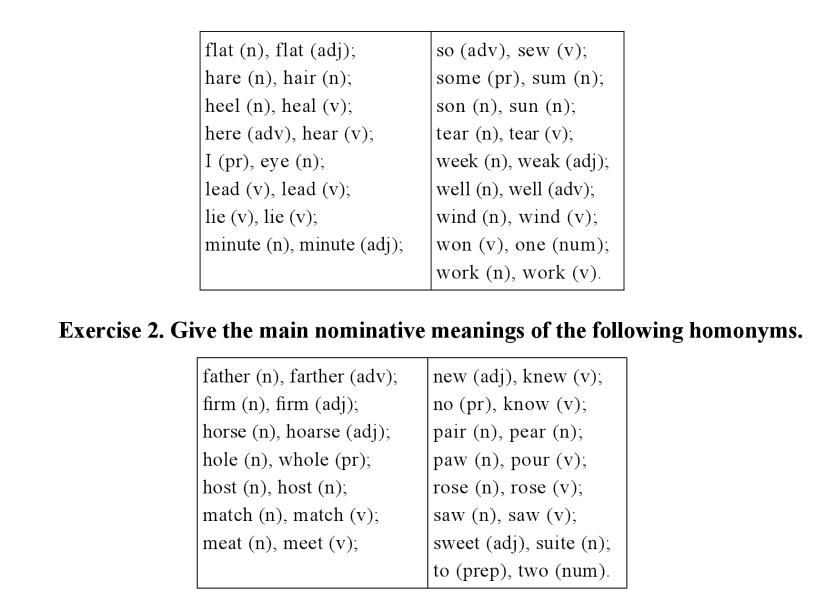 flat (n), flat (adj);
hare (n), hair (n);
heel (n), heal (v);
here (adv), hear (v);
I (pr), eye (n);
lead (v), lead (v);
lie (v), lie (v);
minute (n), minute (adj);
so (adv), sew (v);
some (pr), sum (n);
son (n), sun (n);
tear (n), tear (v);
week (n), weak (adj);
well (n), well (adv);
wind (n), wind (v);
won (v), one (num);
work (n), work (v).
Exercise 2. Give the main nominative meanings of the following homonyms.
father (n), farther (adv);
firm (n), firm (adj);
horse (n), hoarse (adj);
hole (n), whole (pr);
host (n), host (n);
match (n), match (v);
meat (n), meet (v);
new (adj), knew (v);
no (pr), know (v);
pair (n), pear (n);
paw (n), pour (v);
rose (n), rose (v);
saw (n), saw (v);
sweet (adj), suite (n);
to (prep), two (num).